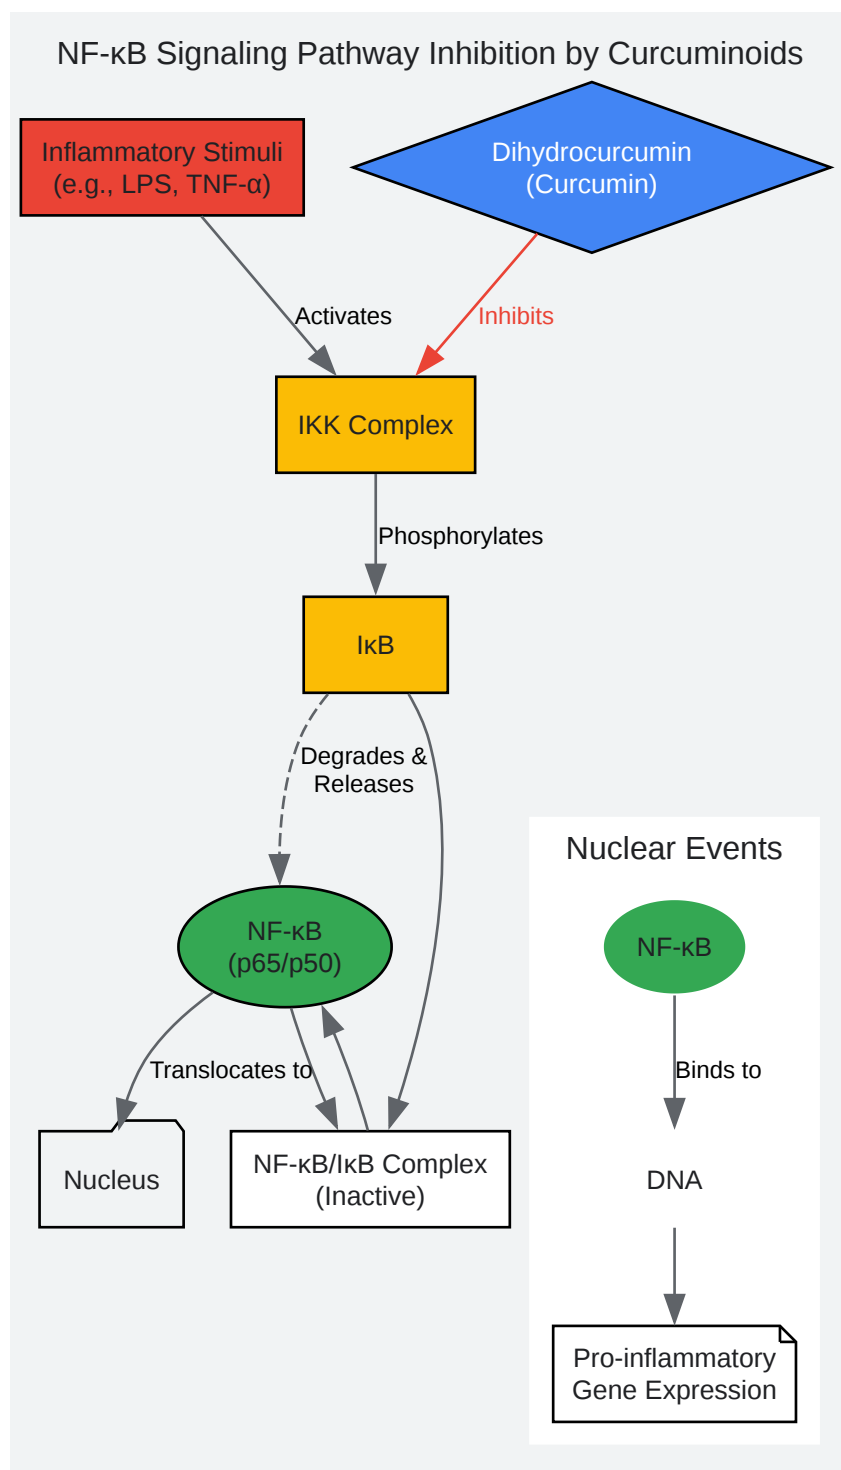 NF-κB Signaling Pathway Inhibition by Curcuminoids
Inflammatory Stimuli
(e.g., LPS, TNF-α)
Dihydrocurcumin
(Curcumin)
Activates
Inhibits
IKK Complex
Phosphorylates
IκB
Degrades &
Releases
NF-κB
(p65/p50)
Translocates to
Nucleus
NF-κB/IκB Complex
(Inactive)
Nuclear Events
NF-κB
Binds to
DNA
Pro-inflammatory
Gene Expression